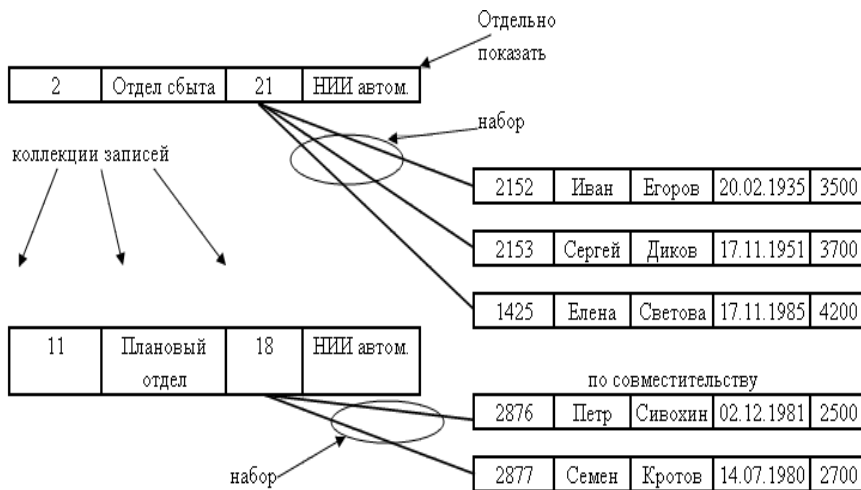 Отдельно
показать
2 Отдел сбыта 21 НИИ автом.
набор
коллекции записей
2152 Иван Егоров 20.02.1935 3500
2153 Сергей Диков 17.11.1951 3700
1425 Елена Светова 17.11.1985 4200
11 Плановый 18 НИИ автом.
отдел
по совместительству
2876 Петр Сивохин 02.12.1981 2500
набор
2877 Семен Кротов 14.07.1980 2700